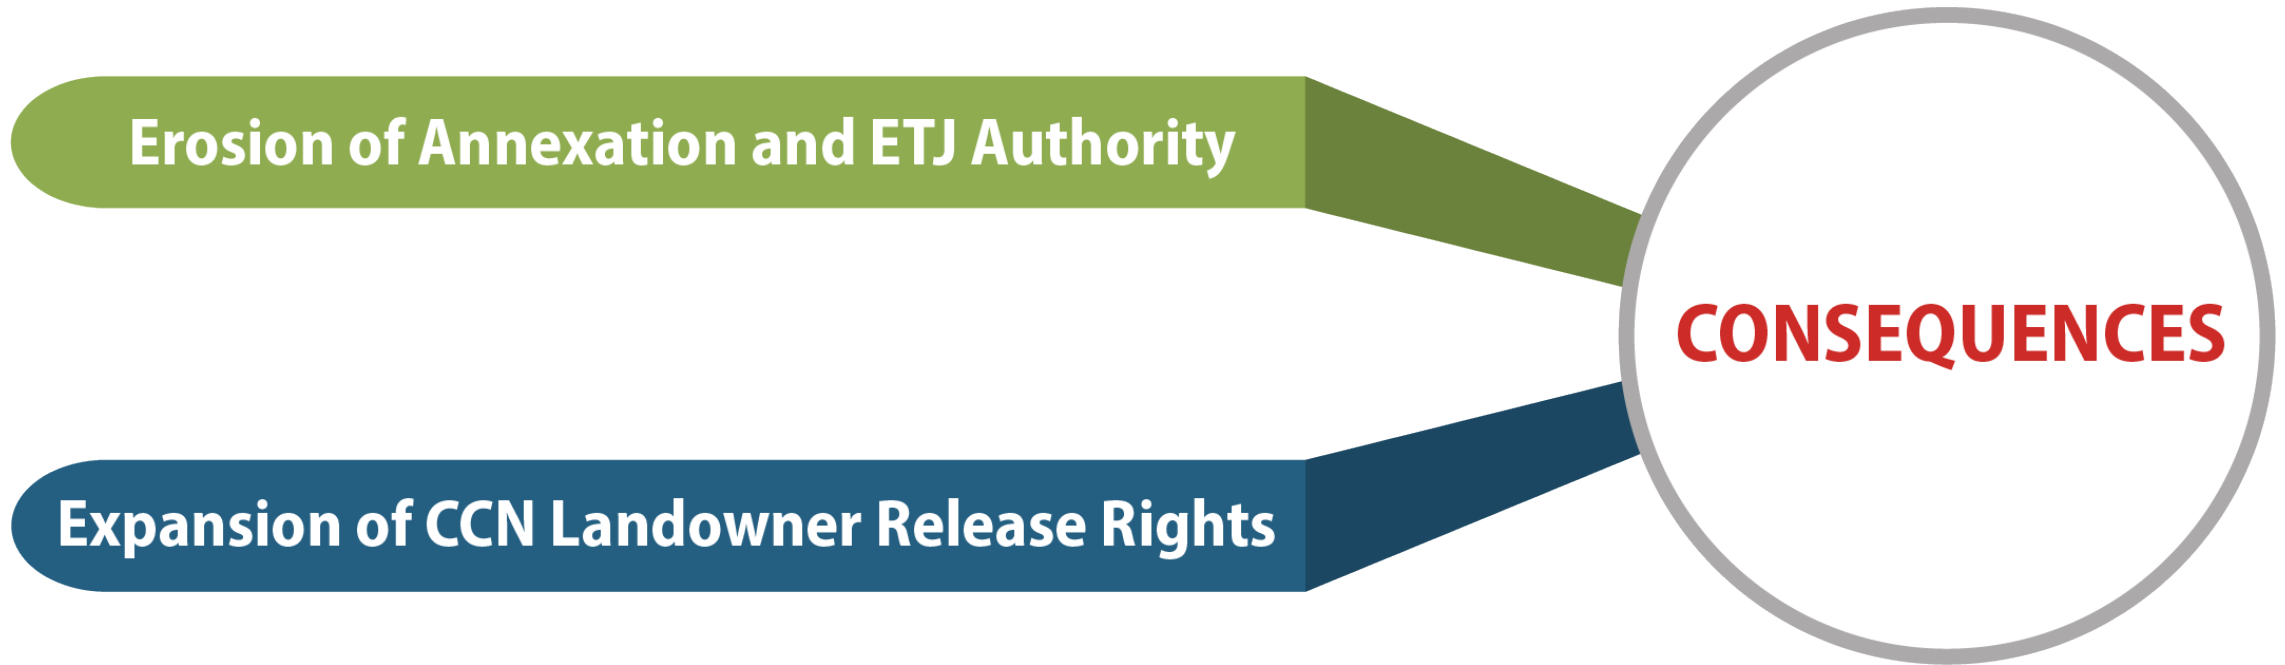 Erosion of Annexation and ETJ Authority
CONSEQUENCES
Expansion of CCN Landowner Release Rights